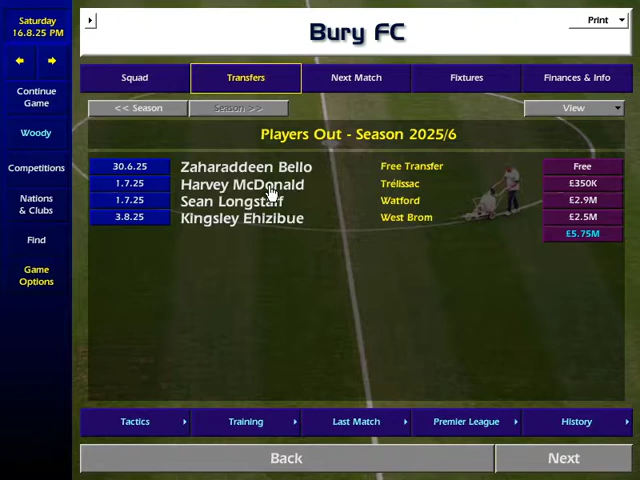 Saturday
16.8.25 PM
Bury FC
Print
Squad
Transfers
Next Match
Fixtures
Finances & Info
Continue
Game
Woody
Competitions
Nations
& Clubs
Find
Game
Options
<< Season
Season >>
View
Players Out - Season 2025/6
30.6.25 Zaharaddeen Bello Free Transfer Free
1.7.25 Harvey McDonald Trélissac £350K
1.7.25 Sean Longstaff Watford £2.9M
3.8.25 Kingsley Ehizibue West Brom £2.5M
£5.75M
Tactics
Training
Last Match
Premier League
History
Back
Next